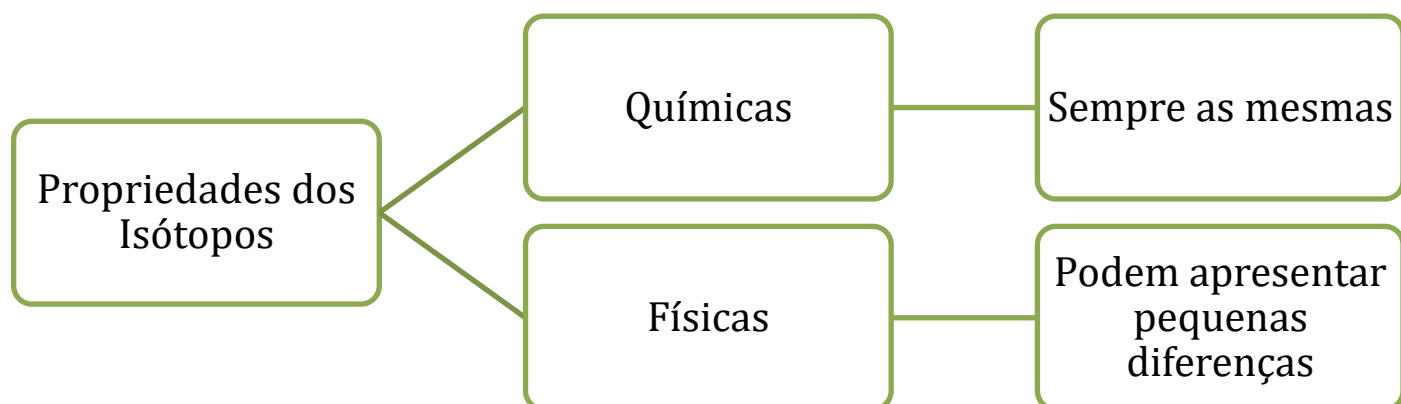 Propriedades dos
Isótopos
Químicas
Sempre as mesmas
Físicas
Podem apresentar
pequenas
diferenças